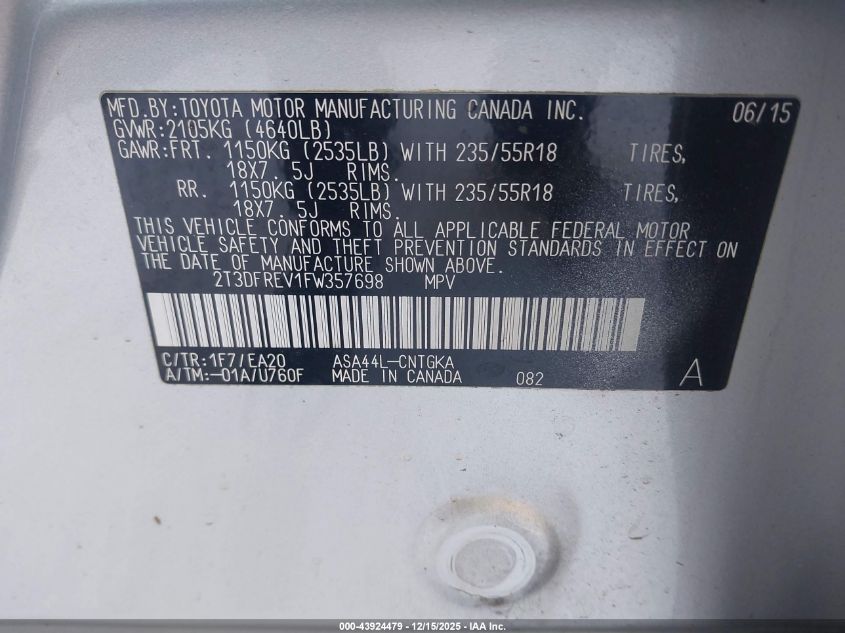 MFD.BY:TOYOTA MOTOR MANUFACTURING CANADA INC. 06/15
GVWR:2105KG (4640LB)
GAWR:FRT. 1150KG (2535LB) WITH 235/55R18 TIRES,
18X7.5J RIMS.
RR. 1150KG (2535LB) WITH 235/55R18 TIRES,
18X7.5J RIMS.
THIS VEHICLE CONFORMS TO ALL APPLICABLE FEDERAL MOTOR
VEHICLE SAFETY AND THEFT PREVENTION STANDARDS IN EFFECT ON
THE DATE OF MANUFACTURE SHOWN ABOVE.
2T3DFREV1FW357698 MPV
C/TR:1F7/EA20 ASA44L-CNTGKA
A/TM:-01A/U760F MADE IN CANADA 082 A
000-43924479 - 12/15/2025 - IAA Inc.